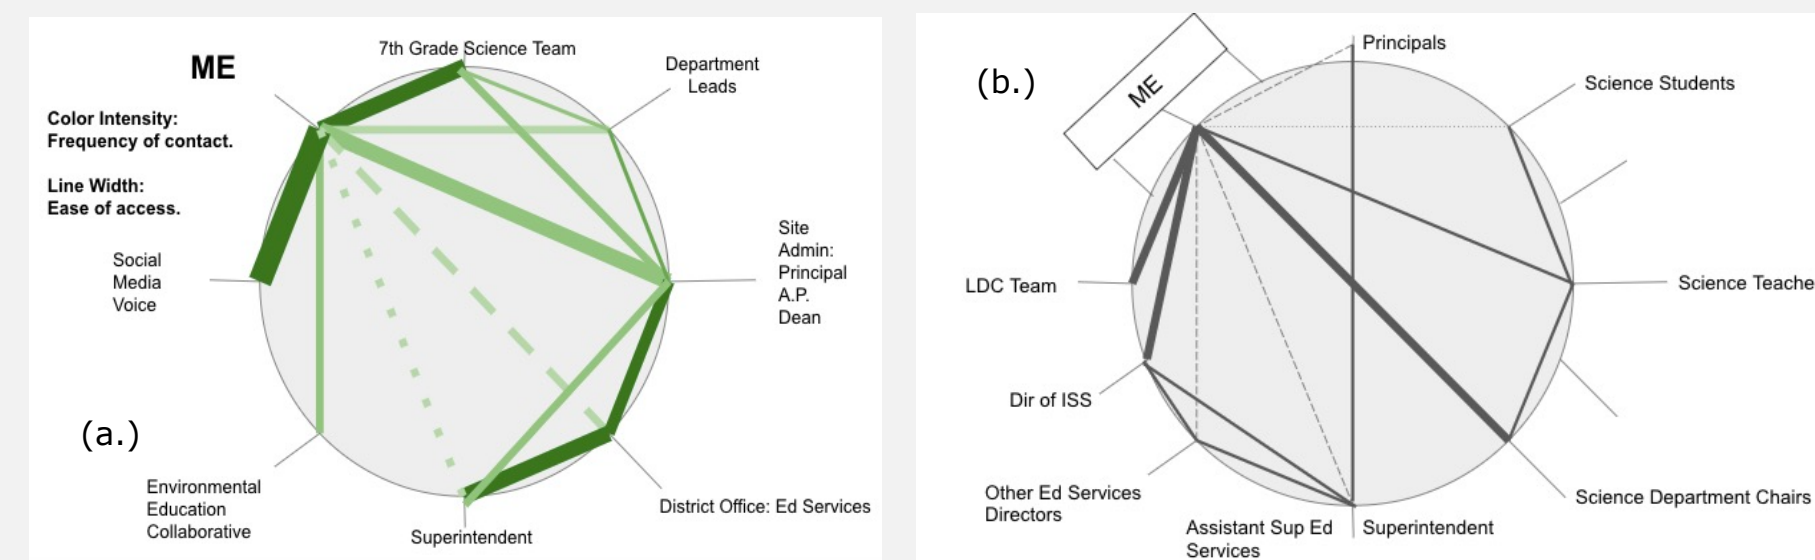 7th Grade Science Team
ME
Department
Leads
Color Intensity:
Frequency of contact.
Line Width:
Ease of access.
Social
Media
Voice
Site
Admin:
Principal
A.P.
Dean
(a.)
Environmental
Education
Collaborative
District Office: Ed Services
Superintendent
(b.)
ME
Principals
Science Students
LDC Team
Science Teache
Dir of ISS
Other Ed Services
Directors
Science Department Chairs
Assistant Sup Ed
Services
Superintendent